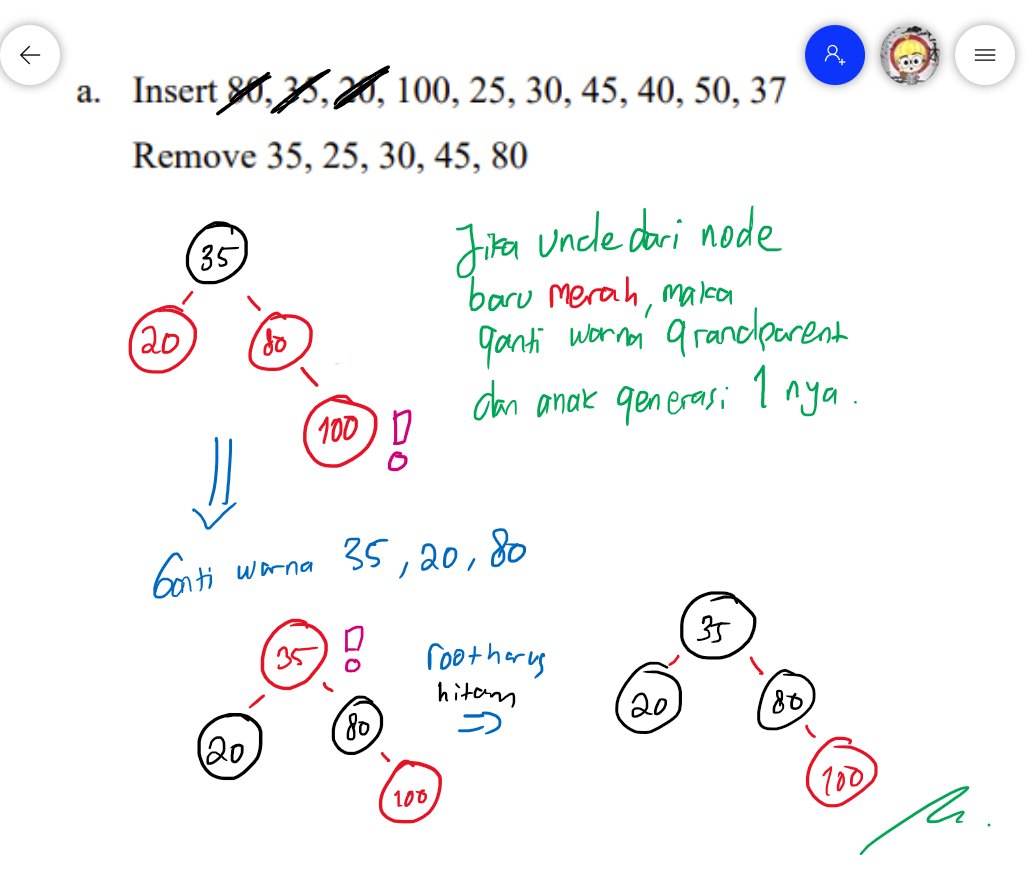 a. Insert 80, 35, 20, 100, 25, 30, 45, 40, 50, 37
Remove 35, 25, 30, 45, 80
35
20 80
100 !
Jika uncle dari node
baru merah, maka
ganti warna grandparent
dan anak generasi 1 nya.
Ganti warna 35, 20, 80
35 !
20 80
100
root harus
hitam
⇒
35
20 80
100